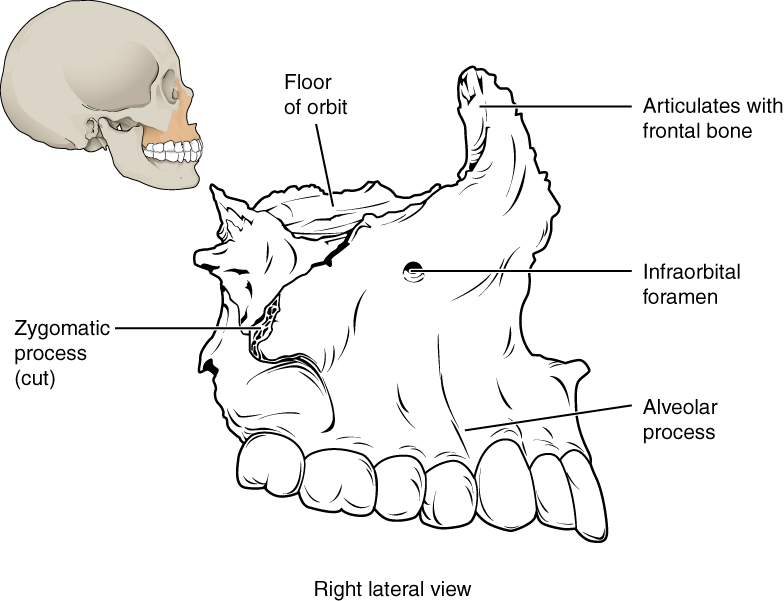 Floor
of orbit
Articulates with
frontal bone
Infraorbital
foramen
Zygomatic
process
(cut)
Alveolar
process
Right lateral view